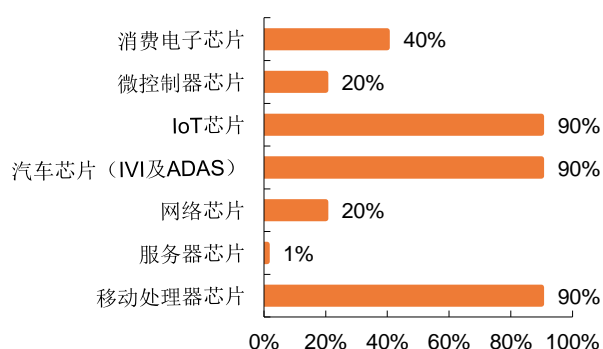 消费电子芯片 40%
微控制器芯片 20%
IoT芯片 90%
汽车芯片（IVI及ADAS） 90%
网络芯片 20%
服务器芯片 1%
移动处理器芯片 90%
0% 20% 40% 60% 80% 100%